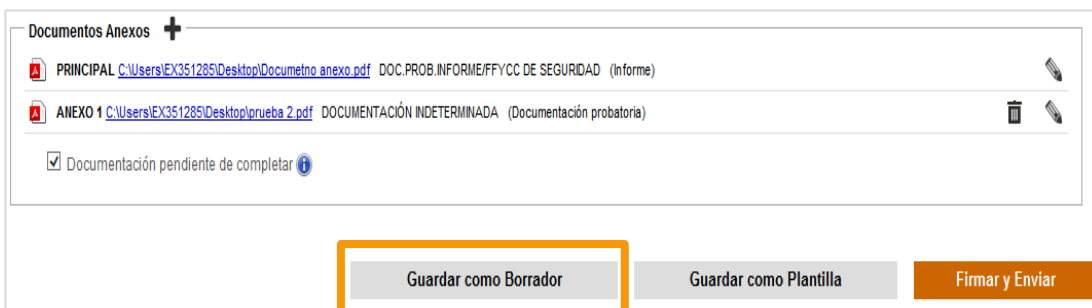 Documentos Anexos
PRINCIPAL C:\Users\EX351285\Desktop\Documetno anexo.pdf DOC.PROB.INFORME/FFYCC DE SEGURIDAD (Informe)
ANEXO 1 C:\Users\EX351285\Desktop\prueba 2.pdf DOCUMENTACIÓN INDETERMINADA (Documentación probatoria)
Documentación pendiente de completar
Guardar como Borrador Guardar como Plantilla Firmar y Enviar